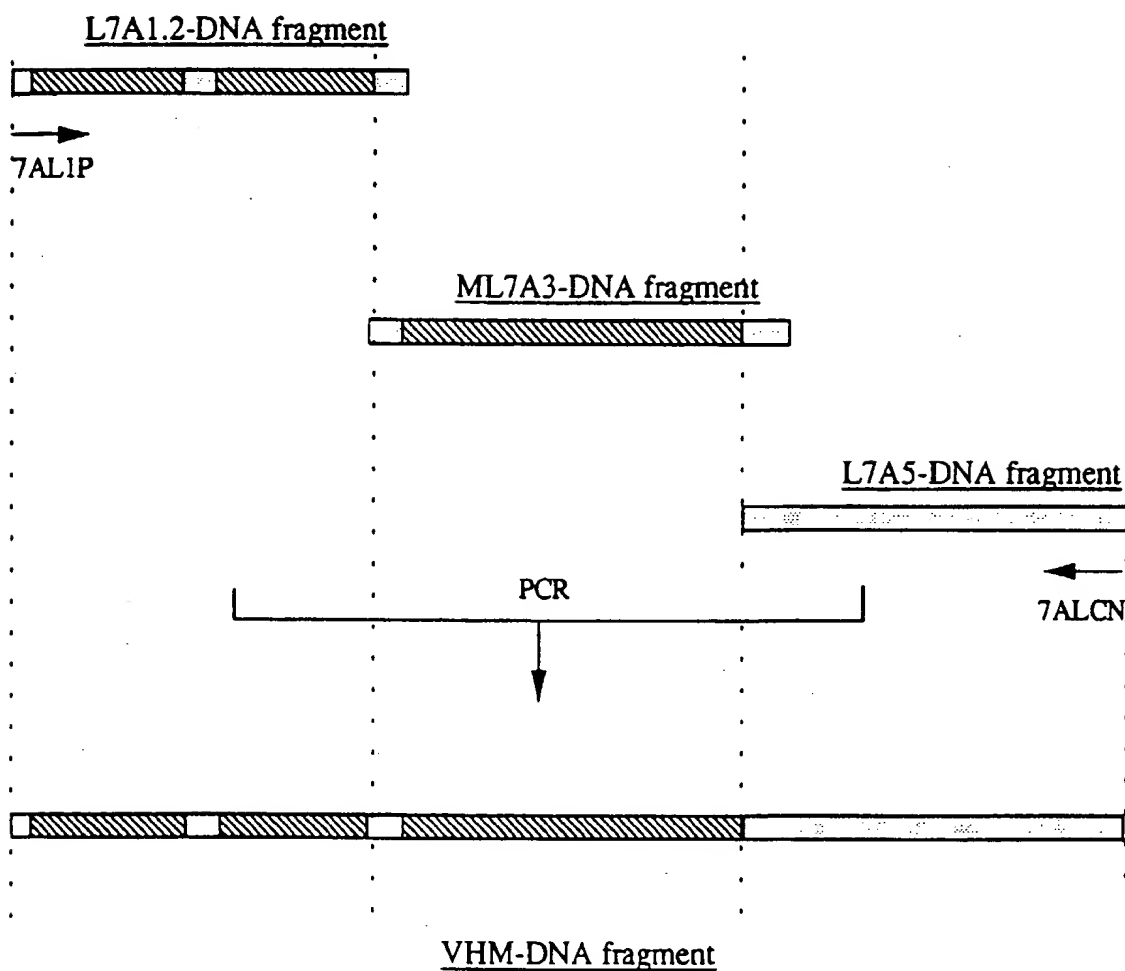 L7A1.2-DNA fragment
7AL1P
ML7A3-DNA fragment
L7A5-DNA fragment
PCR
7ALCN
VHM-DNA fragment